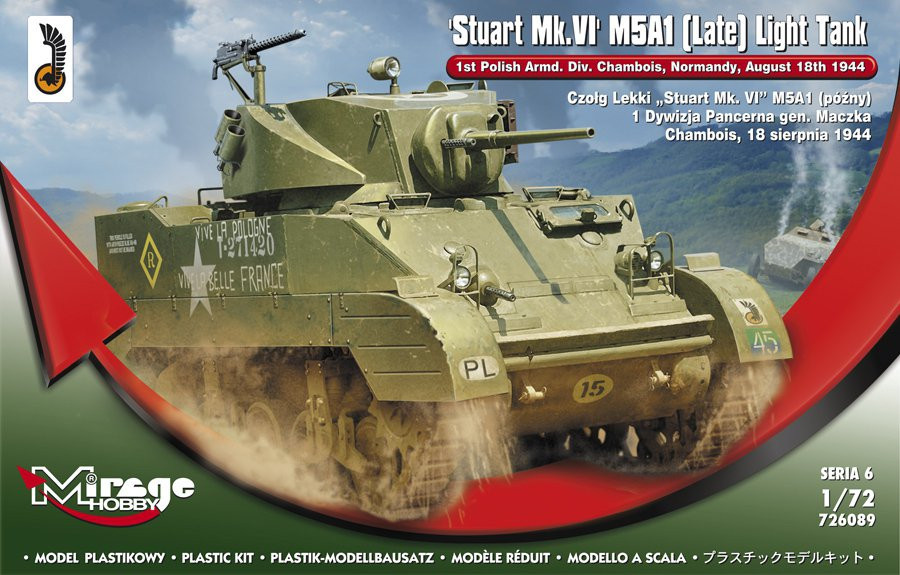 'Stuart Mk.VI' M5A1 (Late) Light Tank
1st Polish Armd. Div. Chambois, Normandy, August 18th 1944
Czołg Lekki „Stuart Mk. VI” M5A1 (późny)
1 Dywizja Pancerna gen. Maczka
Chambois, 18 sierpnia 1944
VIVE LA POLOGNE
T-271420
VIVE LA BELLE FRANCE
R
PL
15
45
Mirage®
HOBBY
SERIA 6
1/72
726089
• MODEL PLASTIKOWY • PLASTIC KIT • PLASTIK-MODELLBAUSATZ • MODÈLE RÉDUIT • MODELLO A SCALA • プラスチックモデルキット •